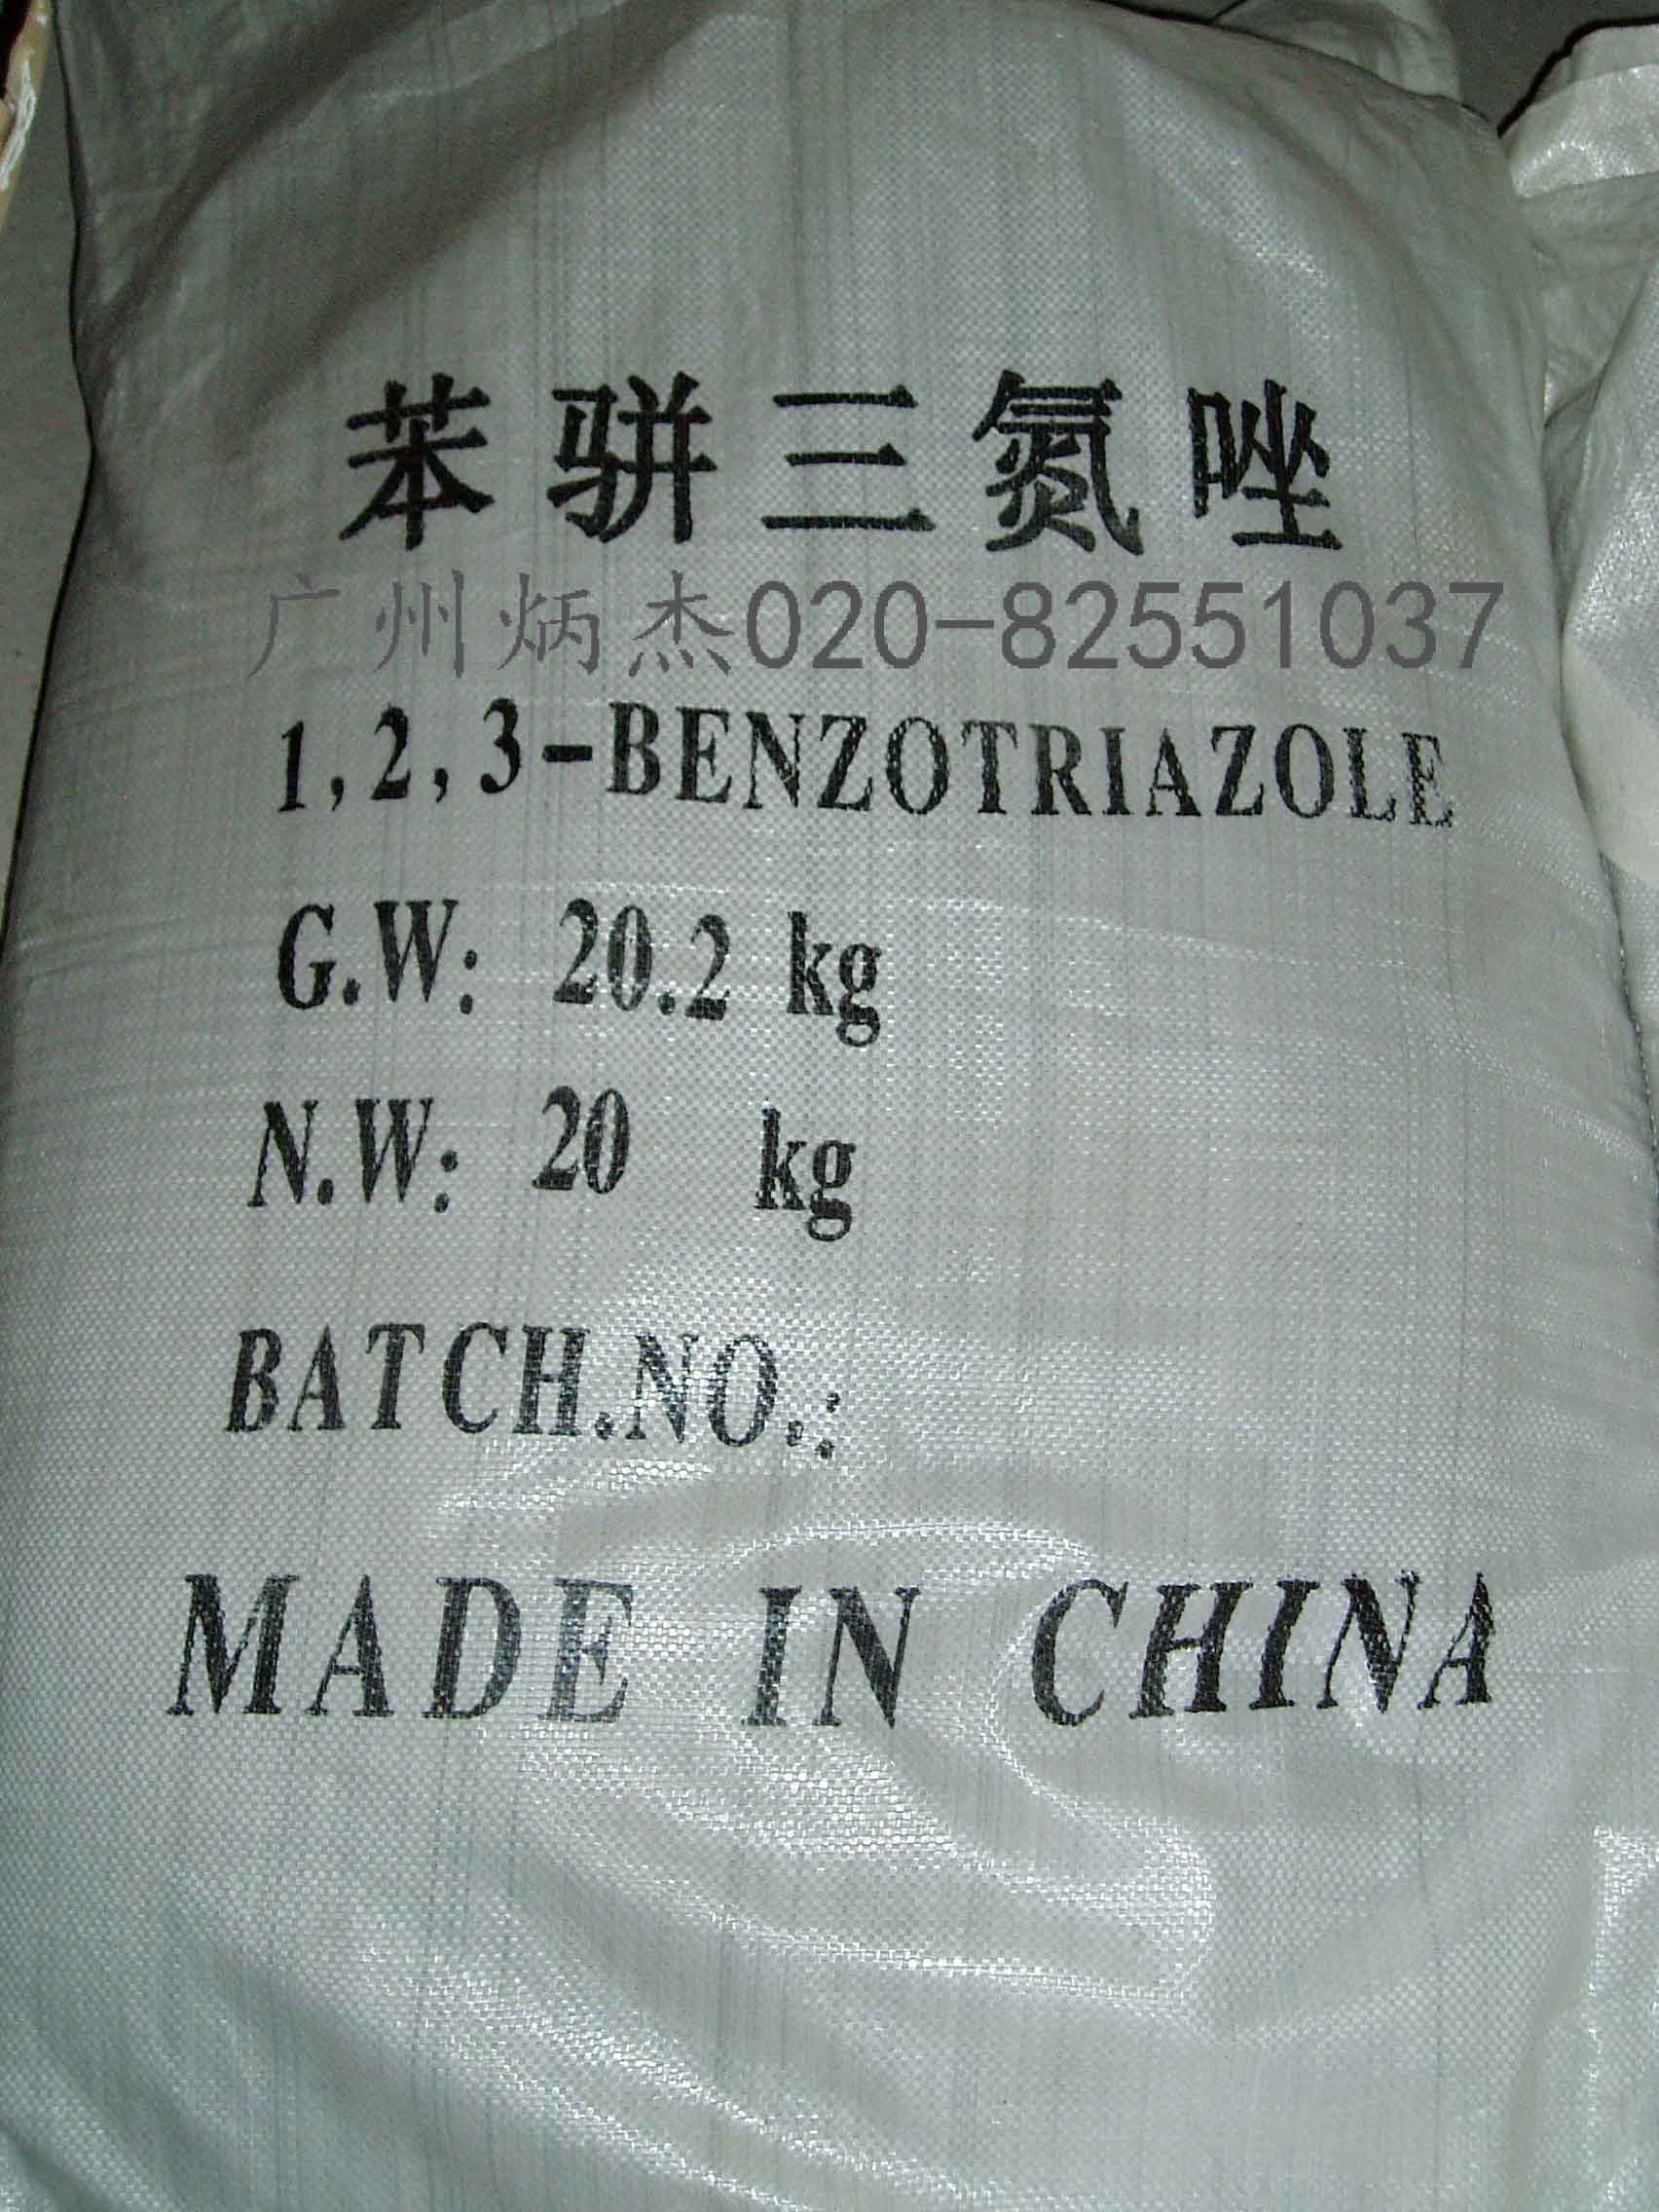 苯骈三氮唑
广州炳杰020-82551037
1,2,3-BENZOTRIAZOLE
G.W: 20.2 kg
N.W: 20 kg
BATCH.NO.:
MADE IN CHINA